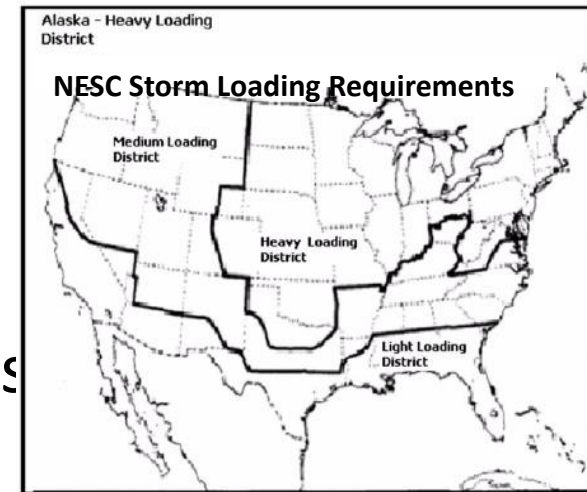 Alaska - Heavy Loading
District
NESC Storm Loading Requirements
Medium Loading
District
Heavy Loading
District
Light Loading
District
S